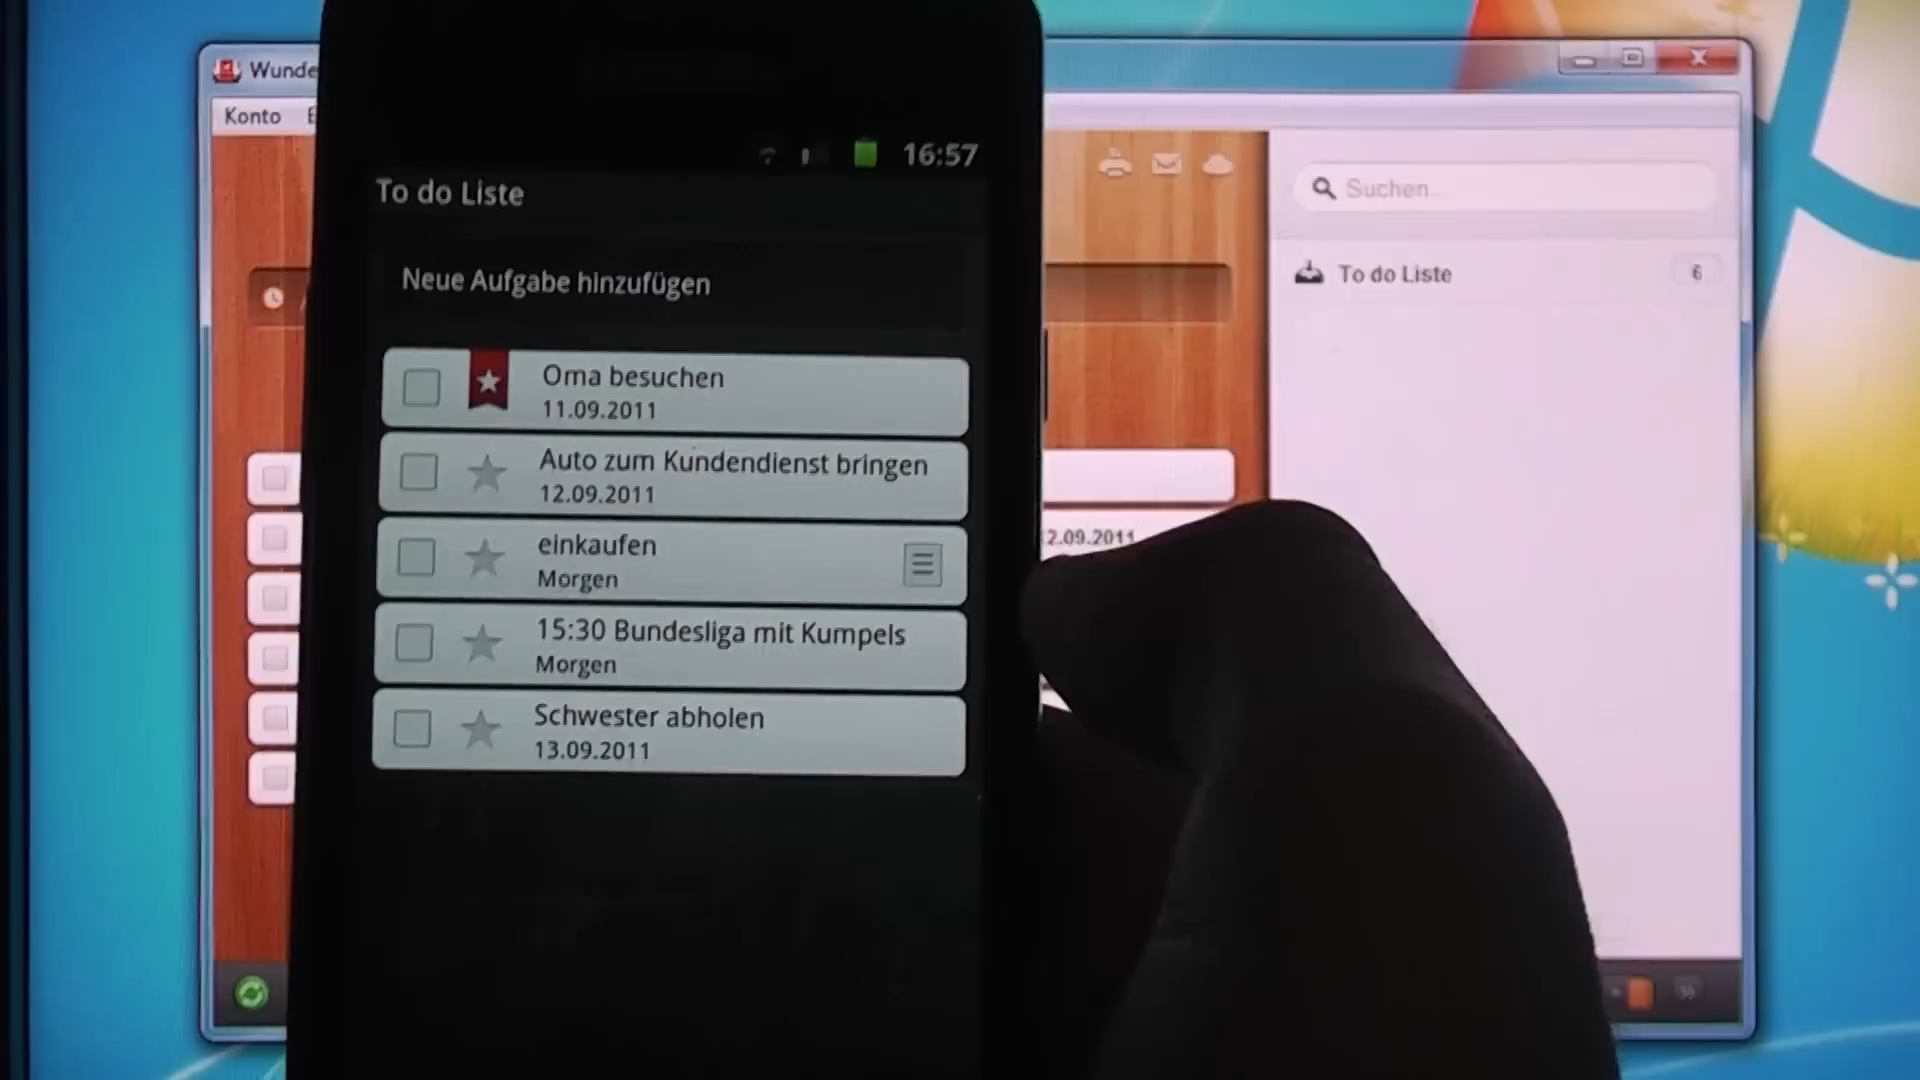 Wunde
Konto
16:57
To do Liste
Neue Aufgabe hinzufügen
Oma besuchen
11.09.2011
Auto zum Kundendienst bringen
12.09.2011
einkaufen
Morgen
15:30 Bundesliga mit Kumpels
Morgen
Schwester abholen
13.09.2011
Suchen...
To do Liste 6
2.09.2011